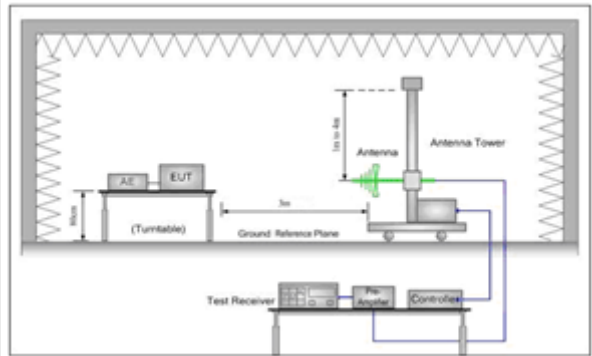 1m to 4m
Antenna Tower
Antenna
AE
EUT
80cm
3m
(Turntable)
Ground Reference Plane
Test Receiver
Pre-
Amplifier
Controller